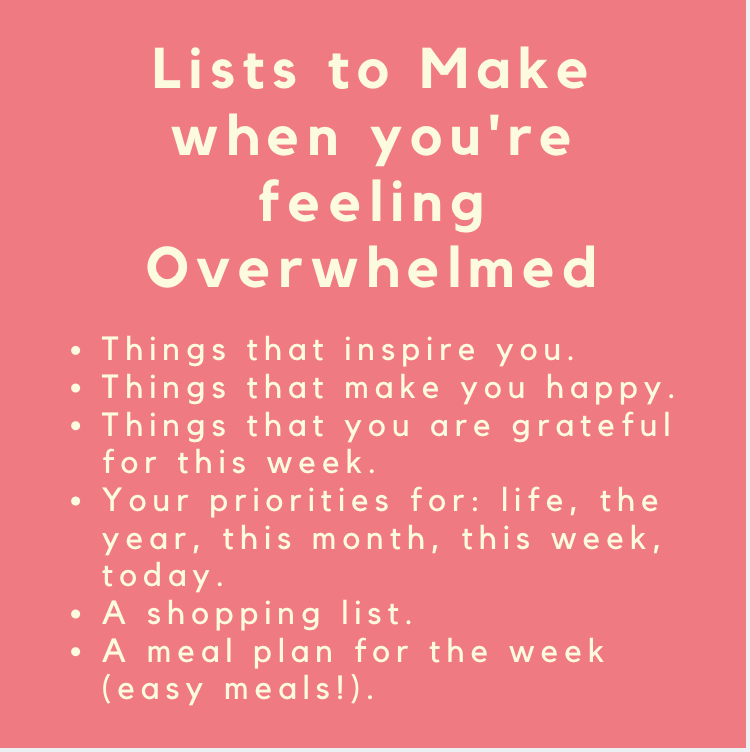 Lists to Make
when you're
feeling
Overwhelmed
• Things that inspire you.
• Things that make you happy.
• Things that you are grateful
for this week.
• Your priorities for: life, the
year, this month, this week,
today.
• A shopping list.
• A meal plan for the week
(easy meals!).